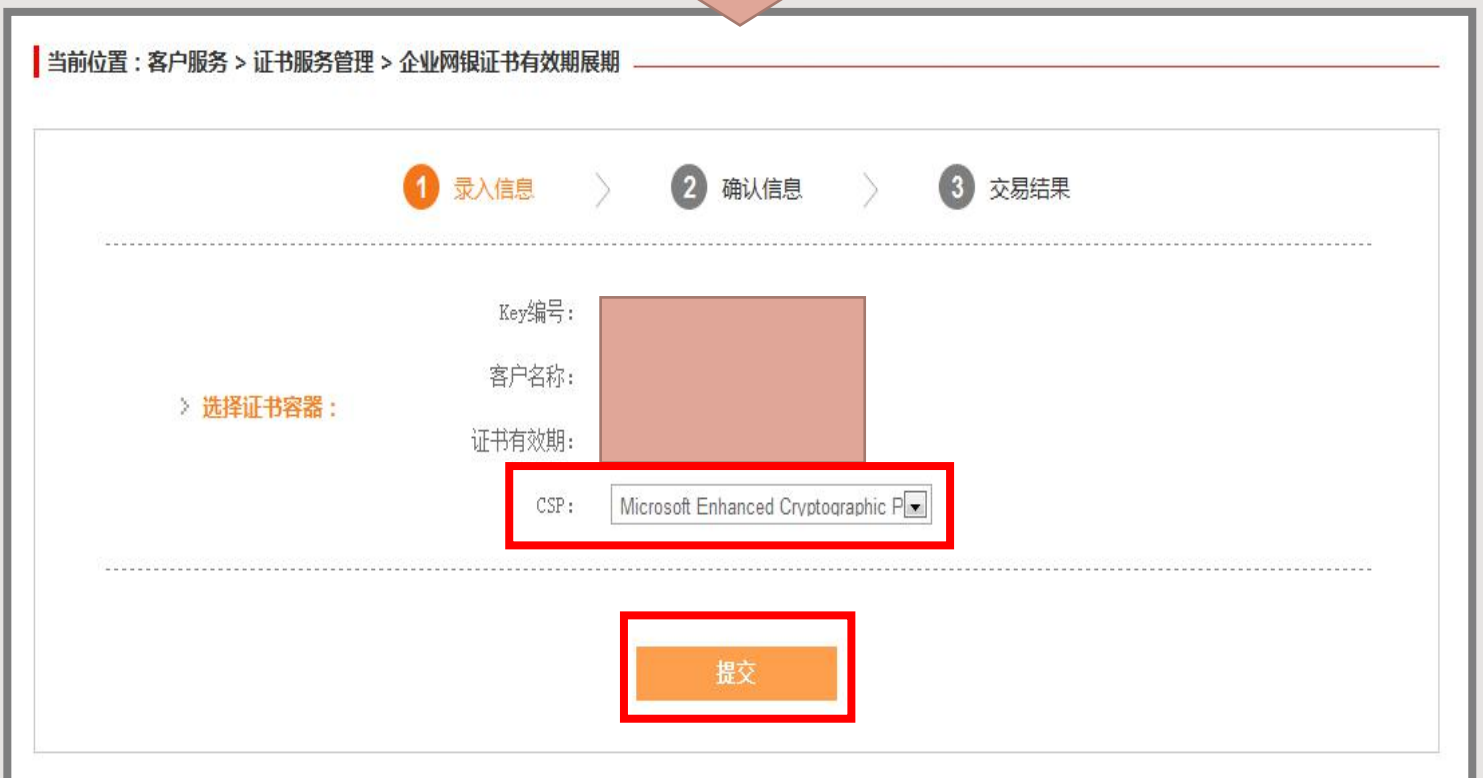 当前位置：客户服务 > 证书服务管理 > 企业网银证书有效期展期
1 录入信息 2 确认信息 3 交易结果
Key编号：
客户名称：
选择证书容器：
证书有效期：
CSP： Microsoft Enhanced Cryptographic P
提交